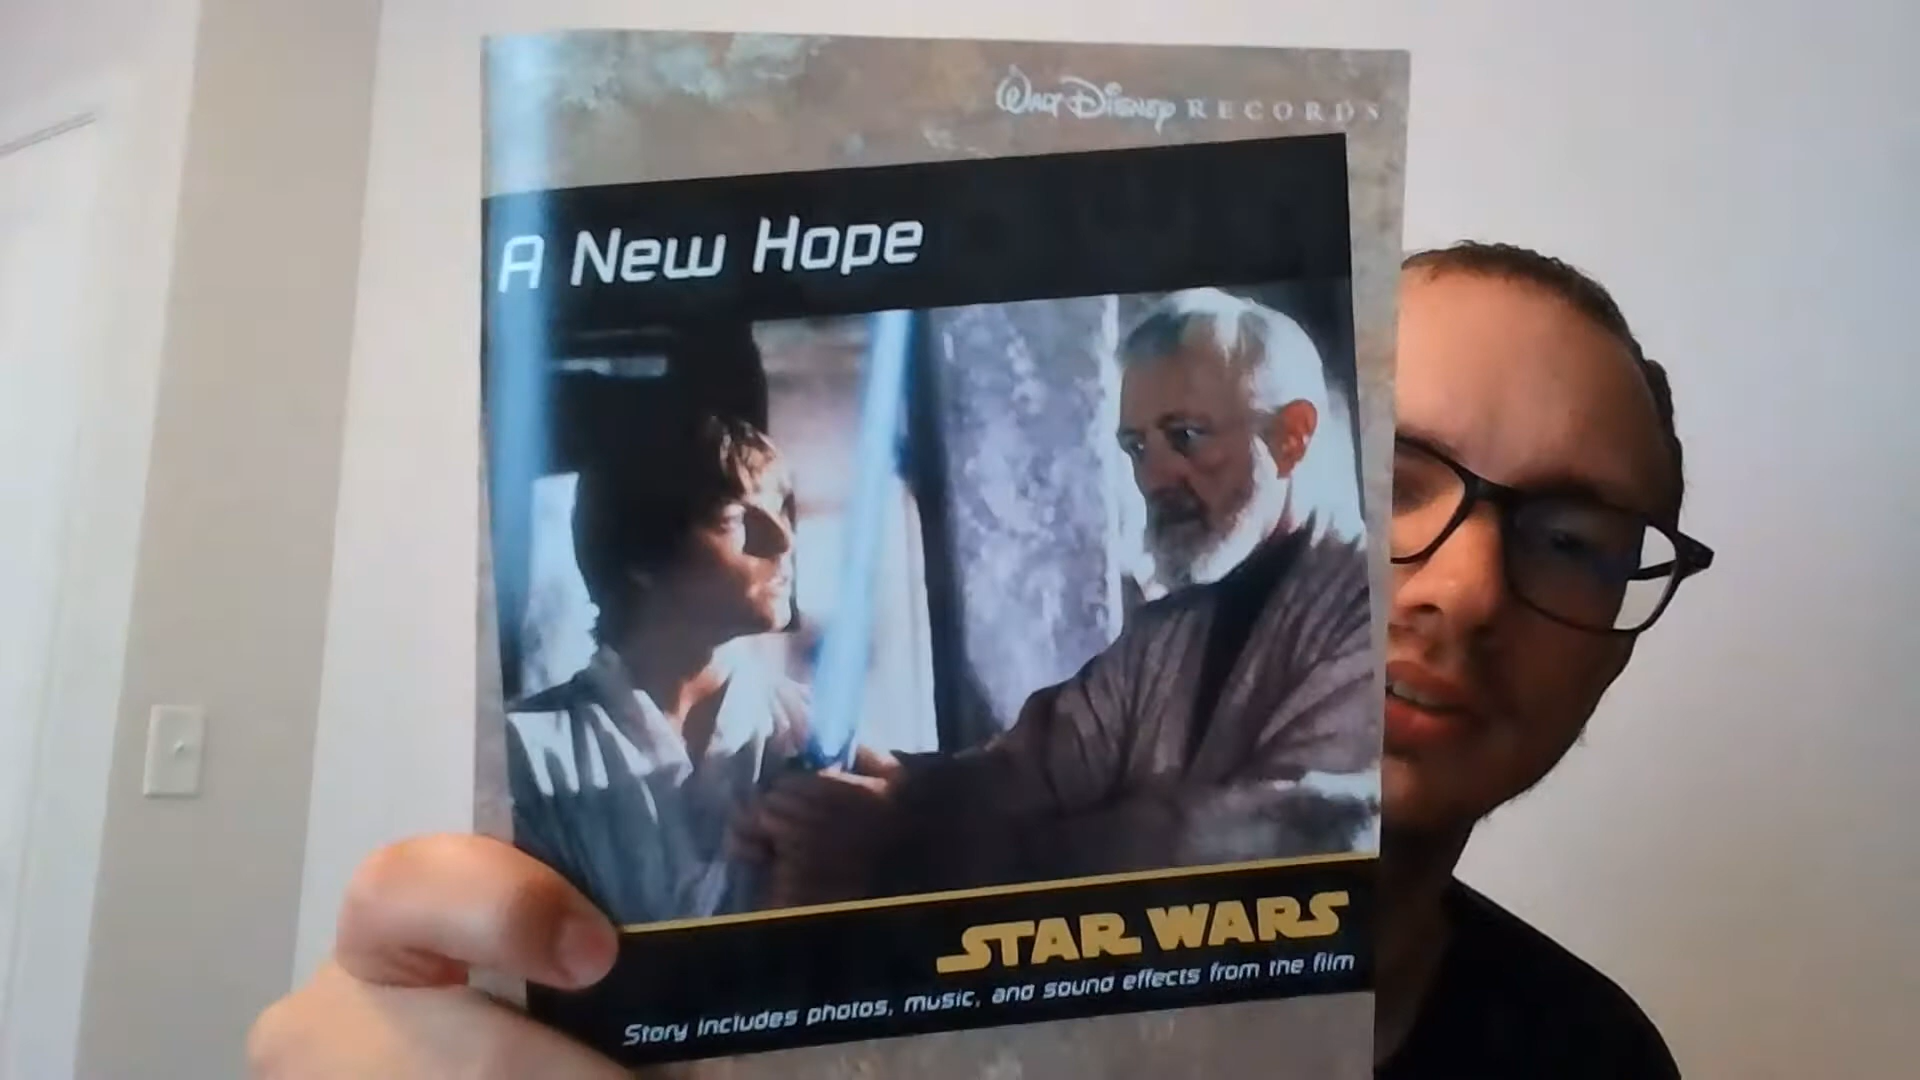 Walt Disney RECORDS
A New Hope
STAR WARS
Story includes photos, music, and sound effects from the film